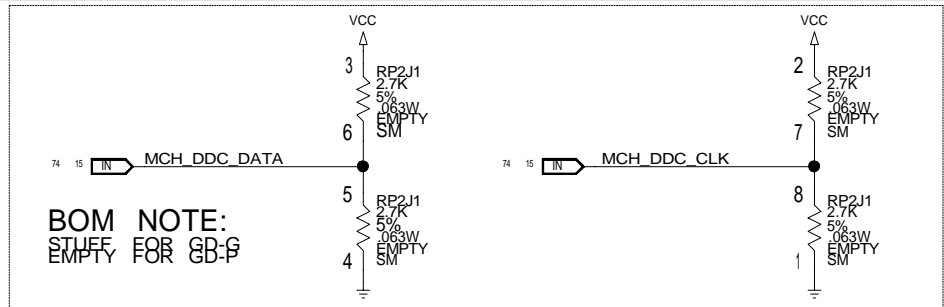 VCC
3
RP2J1
2.7K
5%
.063W
EMPTY
SM
6
74 15 IN MCH_DDC_DATA
5
RP2J1
2.7K
5%
.063W
EMPTY
SM
4
BOM NOTE:
STUFF FOR GD-G
EMPTY FOR GD-P
VCC
2
RP2J1
2.7K
5%
.063W
EMPTY
SM
7
74 15 IN MCH_DDC_CLK
8
RP2J1
2.7K
5%
.063W
EMPTY
SM
1